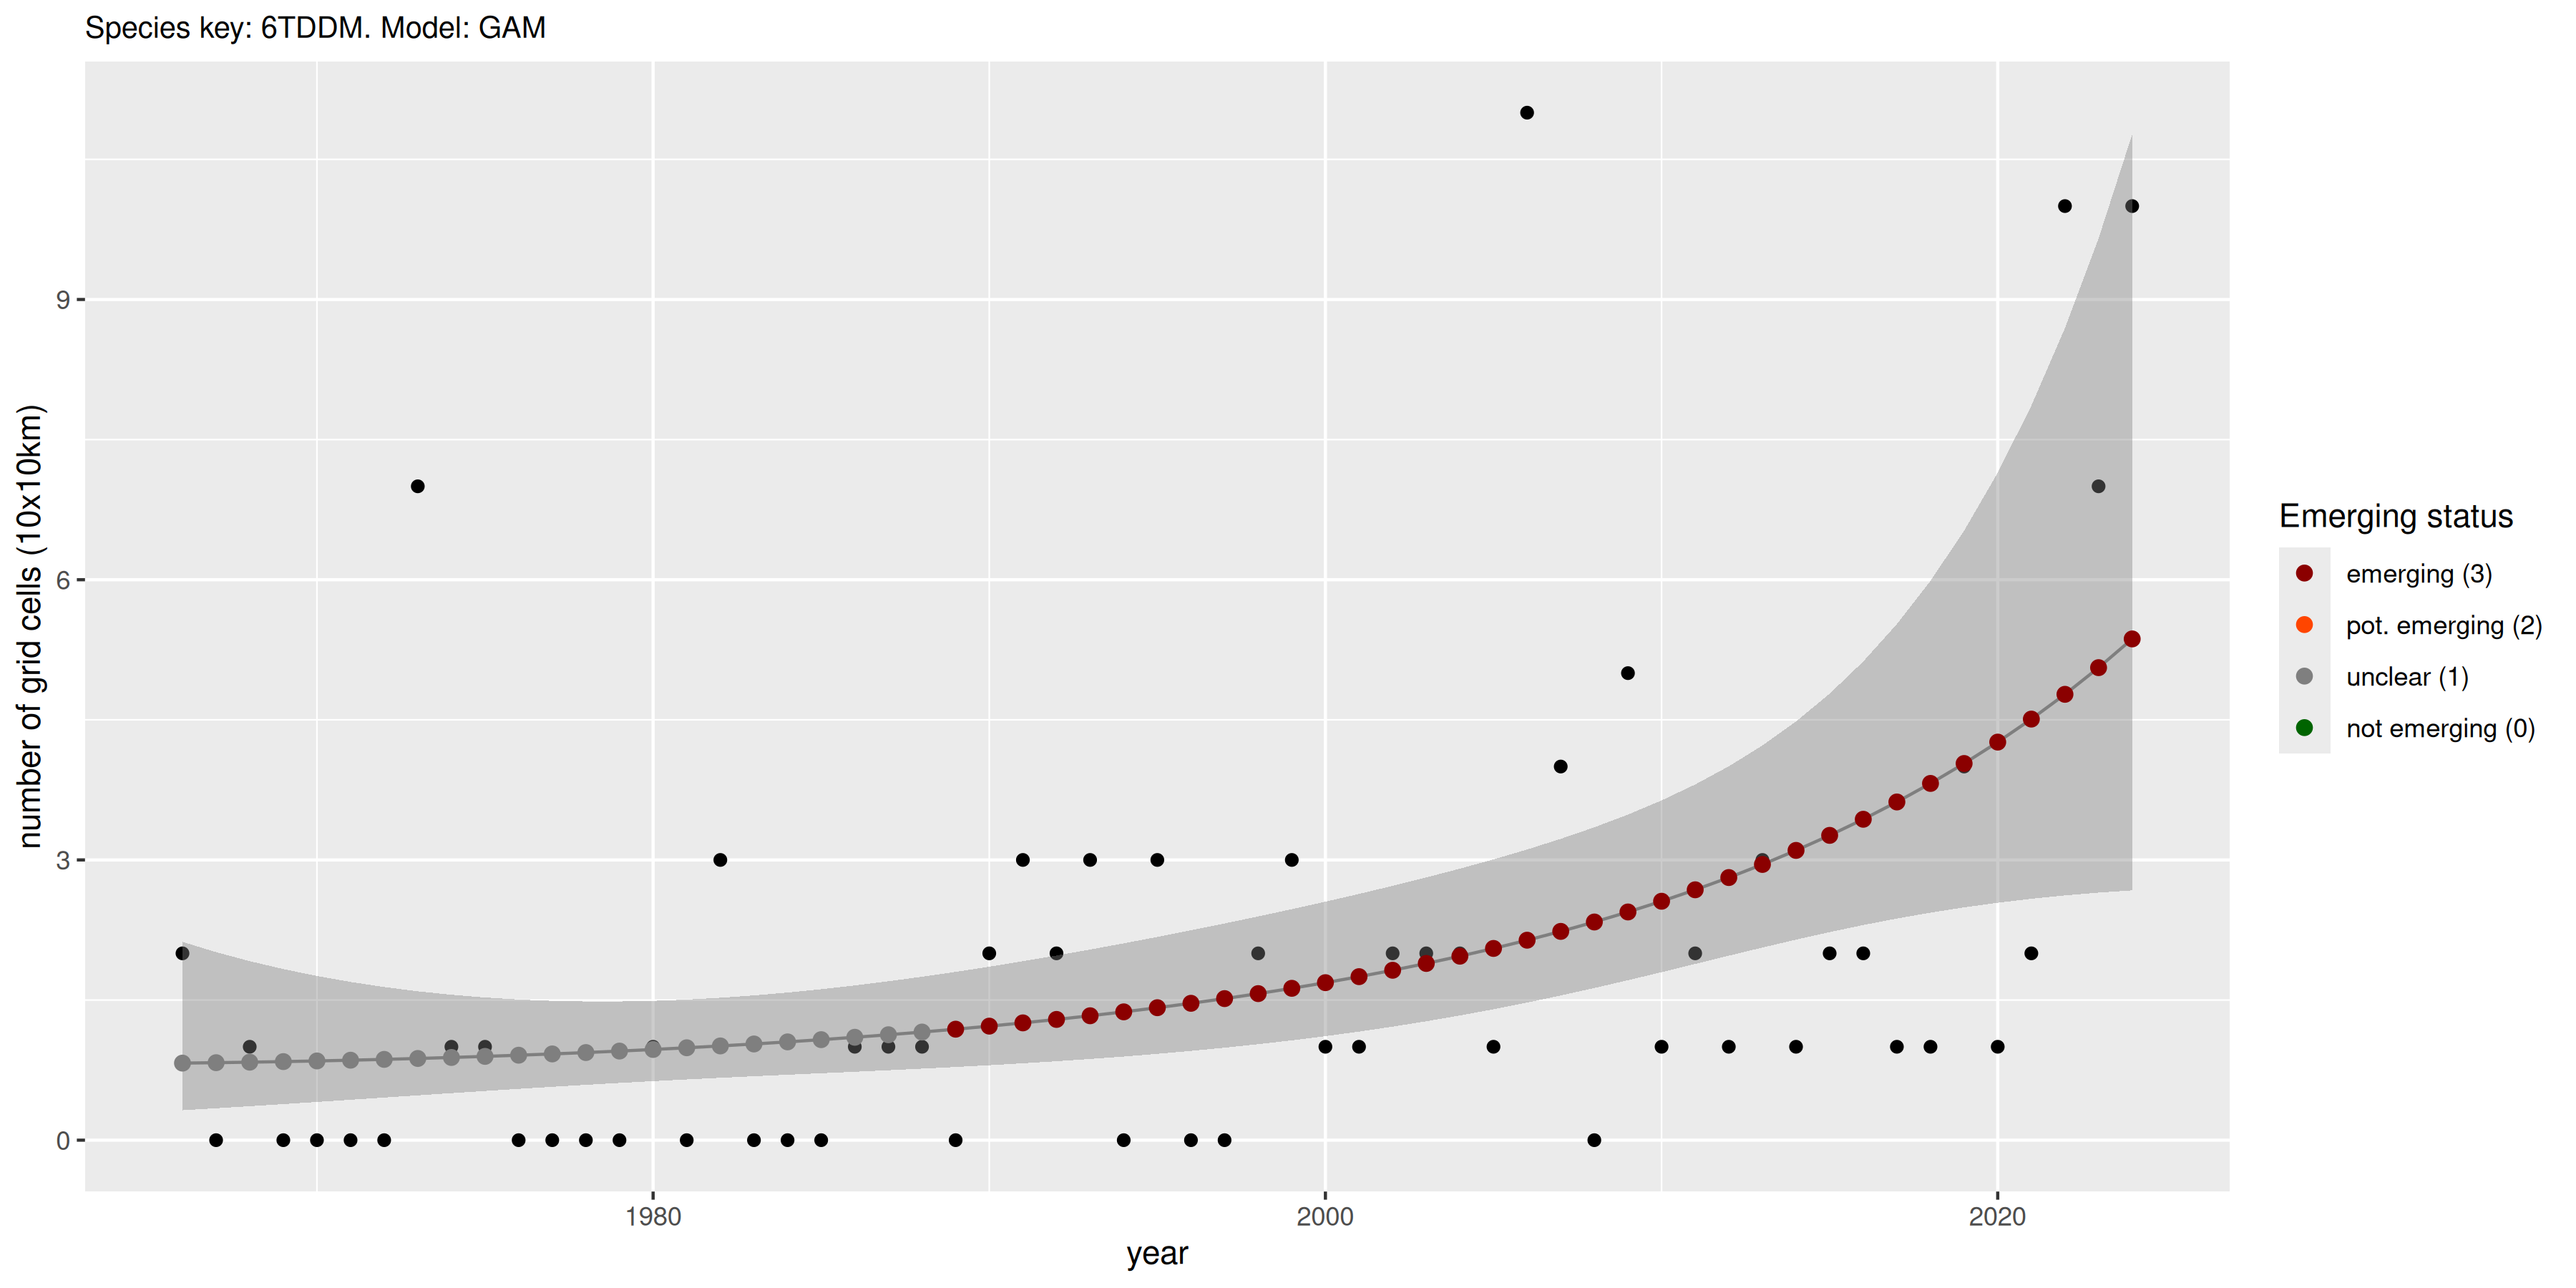 Species key: 6TDDM. Model: GAM
number of grid cells (10x10km)
9
6
3
0
1980
2000
2020
year
Emerging status
emerging (3)
pot. emerging (2)
unclear (1)
not emerging (0)